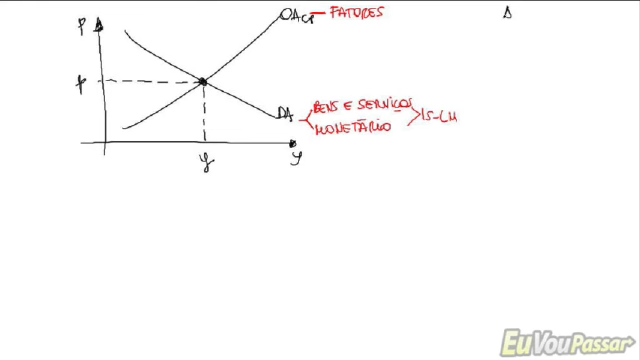 P
OAcp — FATORES
Δ
p
DA
BENS E SERVIÇOS
MONETÁRIO
IS-LM
y
y
EuVouPassar